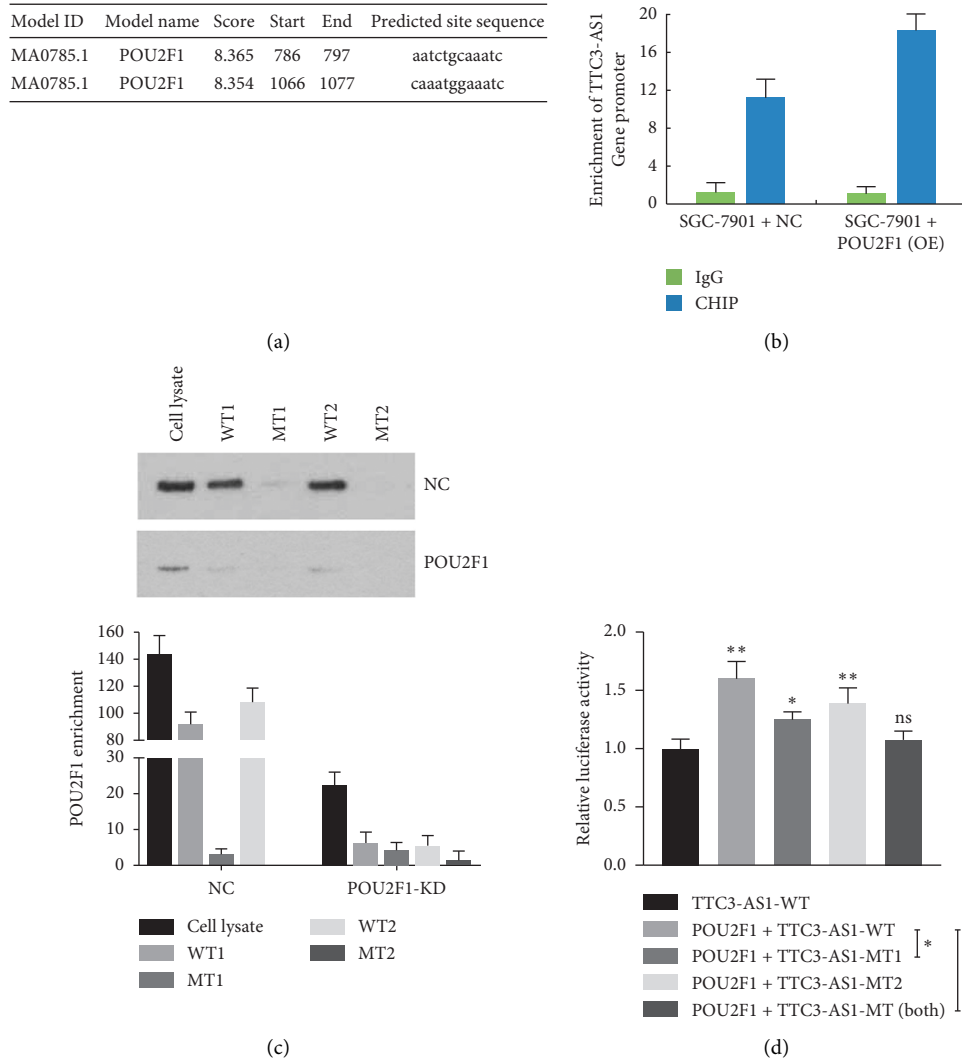 Model ID Model name Score Start End Predicted site sequence
MA0785.1 POU2F1 8.365 786 797 aatctgcaaatc
MA0785.1 POU2F1 8.354 1066 1077 caaatggaaatc
(a)
Enrichment of TTC3-AS1
Gene promoter
20
16
12
8
4
0
SGC-7901 + NC
SGC-7901 +
POU2F1 (OE)
IgG
CHIP
(b)
Cell lysate
WT1
MT1
WT2
MT2
NC
POU2F1
POU2F1 enrichment
160
140
120
100
80
30
20
10
0
NC
POU2F1-KD
Cell lysate
WT1
MT1
WT2
MT2
(c)
Relative luciferase activity
2.0
1.5
1.0
0.5
0.0
**
*
**
ns
TTC3-AS1-WT
POU2F1 + TTC3-AS1-WT
POU2F1 + TTC3-AS1-MT1
POU2F1 + TTC3-AS1-MT2
POU2F1 + TTC3-AS1-MT (both)
*
(d)